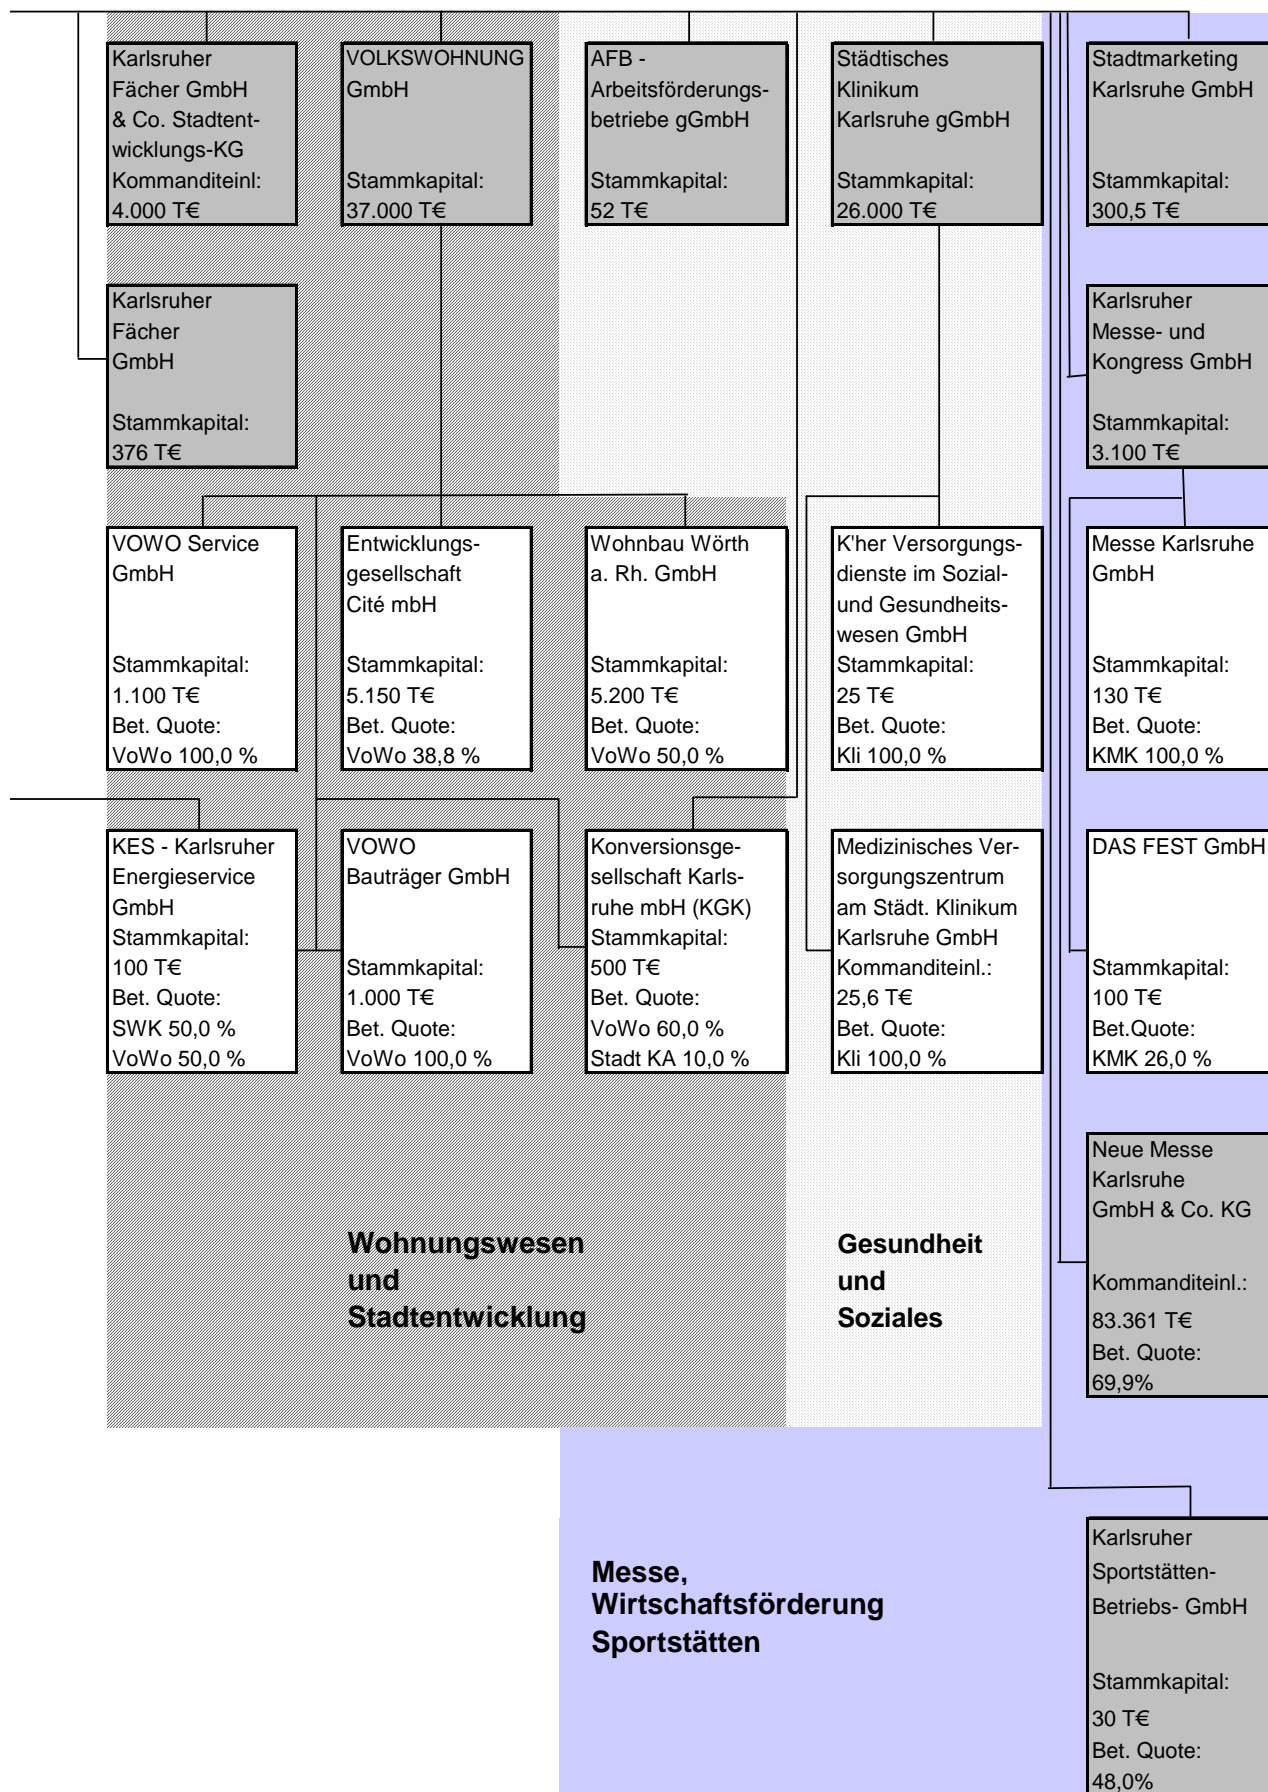 Karlsruher
Fächer GmbH
& Co. Stadtent-
wicklungs-KG
Kommanditeinl:
4.000 T€
VOLKSWOHNUNG
GmbH
Stammkapital:
37.000 T€
AFB -
Arbeitsförderungs-
betriebe gGmbH
Stammkapital:
52 T€
Städtisches
Klinikum
Karlsruhe gGmbH
Stammkapital:
26.000 T€
Stadtmarketing
Karlsruhe GmbH
Stammkapital:
300,5 T€
Karlsruher
Fächer
GmbH
Stammkapital:
376 T€
Karlsruher
Messe- und
Kongress GmbH
Stammkapital:
3.100 T€
VOWO Service
GmbH
Stammkapital:
1.100 T€
Bet. Quote:
VoWo 100,0 %
Entwicklungs-
gesellschaft
Cité mbH
Stammkapital:
5.150 T€
Bet. Quote:
VoWo 38,8 %
Wohnbau Wörth
a. Rh. GmbH
Stammkapital:
5.200 T€
Bet. Quote:
VoWo 50,0 %
K'her Versorgungs-
dienste im Sozial-
und Gesundheits-
wesen GmbH
Stammkapital:
25 T€
Bet. Quote:
Kli 100,0 %
Messe Karlsruhe
GmbH
Stammkapital:
130 T€
Bet. Quote:
KMK 100,0 %
KES - Karlsruher
Energieservice
GmbH
Stammkapital:
100 T€
Bet. Quote:
SWK 50,0 %
VoWo 50,0 %
VOWO
Bauträger GmbH
Stammkapital:
1.000 T€
Bet. Quote:
VoWo 100,0 %
Konversionsge-
sellschaft Karls-
ruhe mbH (KGK)
Stammkapital:
500 T€
Bet. Quote:
VoWo 60,0 %
Stadt KA 10,0 %
Medizinisches Ver-
sorgungszentrum
am Städt. Klinikum
Karlsruhe GmbH
Kommanditeinl.:
25,6 T€
Bet. Quote:
Kli 100,0 %
DAS FEST GmbH
Stammkapital:
100 T€
Bet.Quote:
KMK 26,0 %
Neue Messe
Karlsruhe
GmbH & Co. KG
Kommanditeinl.:
83.361 T€
Bet. Quote:
69,9%
Wohnungswesen
und
Stadtentwicklung
Gesundheit
und
Soziales
Messe,
Wirtschaftsförderung
Sportstätten
Karlsruher
Sportstätten-
Betriebs- GmbH
Stammkapital:
30 T€
Bet. Quote:
48,0%